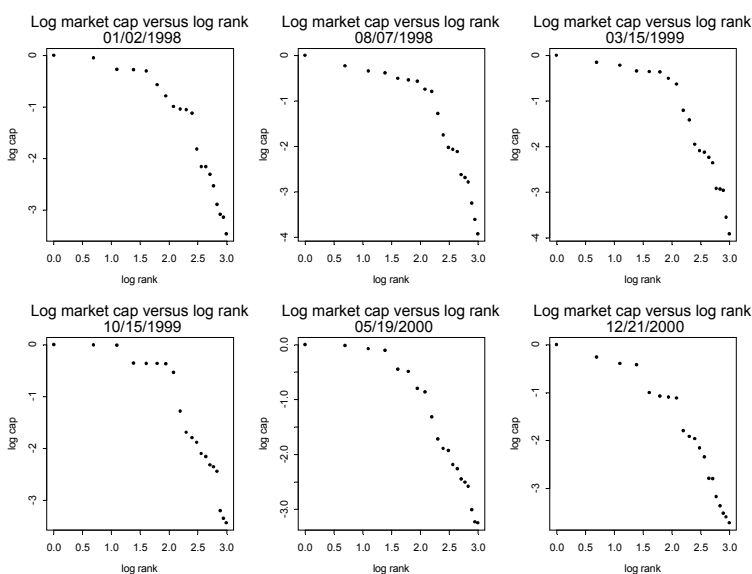 Log market cap versus log rank
01/02/1998
0
-1
-2
-3
log cap
0.0 0.5 1.0 1.5 2.0 2.5 3.0
log rank
Log market cap versus log rank
08/07/1998
0
-1
-2
-3
-4
log cap
0.0 0.5 1.0 1.5 2.0 2.5 3.0
log rank
Log market cap versus log rank
03/15/1999
0
-1
-2
-3
-4
log cap
0.0 0.5 1.0 1.5 2.0 2.5 3.0
log rank
Log market cap versus log rank
10/15/1999
0
-1
-2
-3
log cap
0.0 0.5 1.0 1.5 2.0 2.5 3.0
log rank
Log market cap versus log rank
05/19/2000
0.0
-1.0
-2.0
-3.0
log cap
0.0 0.5 1.0 1.5 2.0 2.5 3.0
log rank
Log market cap versus log rank
12/21/2000
0
-1
-2
-3
log cap
0.0 0.5 1.0 1.5 2.0 2.5 3.0
log rank